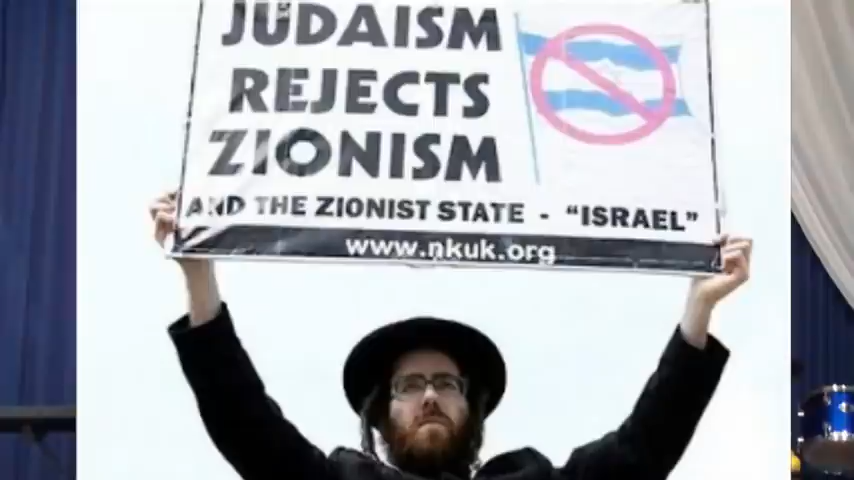 JUDAISM
REJECTS
ZIONISM
AND THE ZIONIST STATE - “ISRAEL”
www.nkuk.org